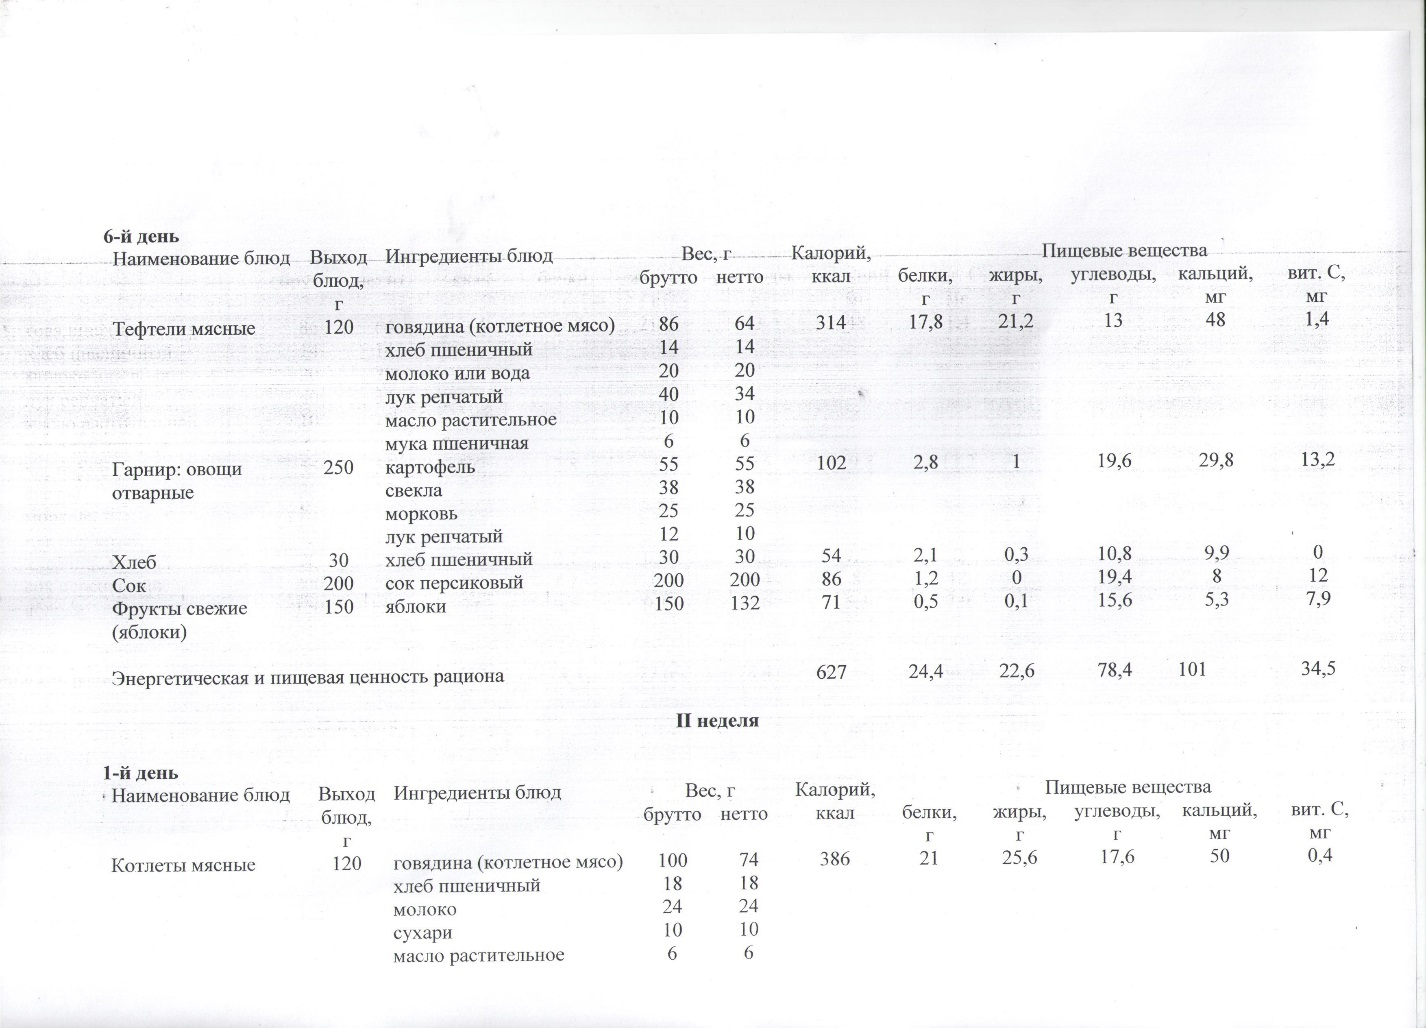 6-й день
Наименование блюд Выход Ингредиенты блюд Вес, г Калорий, Пищевые вещества
блюд, брутто нетто ккал белки, жиры, углеводы, кальций, вит. С,
г г г г мг мг
Тефтели мясные 120 говядина (котлетное мясо) 86 64 314 17,8 21,2 13 48 1,4
хлеб пшеничный 14 14
молоко или вода 20 20
лук репчатый 40 34
масло растительное 10 10
мука пшеничная 6 6
Гарнир: овощи 250 картофель 55 55 102 2,8 1 19,6 29,8 13,2
отварные свекла 38 38
морковь 25 25
лук репчатый 12 10
Хлеб 30 хлеб пшеничный 30 30 54 2,1 0,3 10,8 9,9 0
Сок 200 сок персиковый 200 200 86 1,2 0 19,4 8 12
Фрукты свежие 150 яблоки 150 132 71 0,5 0,1 15,6 5,3 7,9
(яблоки)
Энергетическая и пищевая ценность рациона 627 24,4 22,6 78,4 101 34,5
II неделя
1-й день
Наименование блюд Выход Ингредиенты блюд Вес, г Калорий, Пищевые вещества
блюд, брутто нетто ккал белки, жиры, углеводы, кальций, вит. С,
г г г г мг мг
Котлеты мясные 120 говядина (котлетное мясо) 100 74 386 21 25,6 17,6 50 0,4
хлеб пшеничный 18 18
молоко 24 24
сухари 10 10
масло растительное 6 6